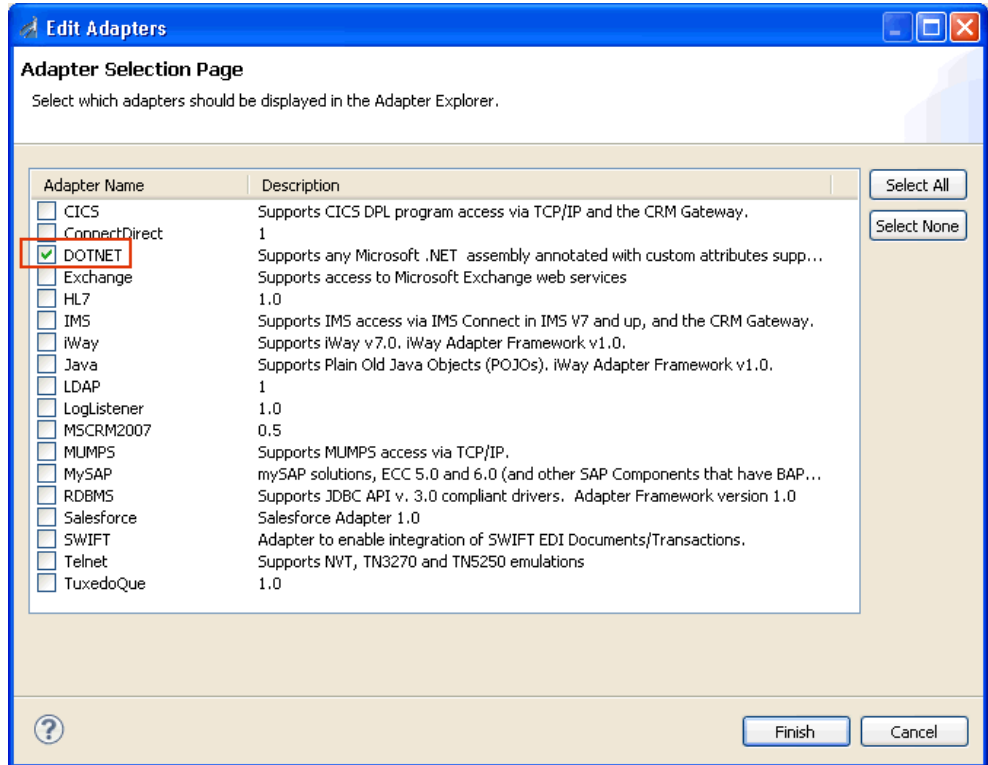 Edit Adapters
Adapter Selection Page
Select which adapters should be displayed in the Adapter Explorer.
Adapter Name Description
Select All
CICS Supports CICS DPL program access via TCP/IP and the CRM Gateway.
ConnectDirect 1
Select None
DOTNET Supports any Microsoft .NET assembly annotated with custom attributes supp...
Exchange Supports access to Microsoft Exchange web services
HL7 1.0
IMS Supports IMS access via IMS Connect in IMS V7 and up, and the CRM Gateway.
iWay Supports iWay v7.0. iWay Adapter Framework v1.0.
Java Supports Plain Old Java Objects (POJOs). iWay Adapter Framework v1.0.
LDAP 1
LogListener 1.0
MSCRM2007 0.5
MUMPS Supports MUMPS access via TCP/IP.
MySAP mySAP solutions, ECC 5.0 and 6.0 (and other SAP Components that have BAP...
RDBMS Supports JDBC API v. 3.0 compliant drivers. Adapter Framework version 1.0
Salesforce Salesforce Adapter 1.0
SWIFT Adapter to enable integration of SWIFT EDI Documents/Transactions.
Telnet Supports NVT, TN3270 and TN5250 emulations
TuxedoQue 1.0
?
Finish Cancel